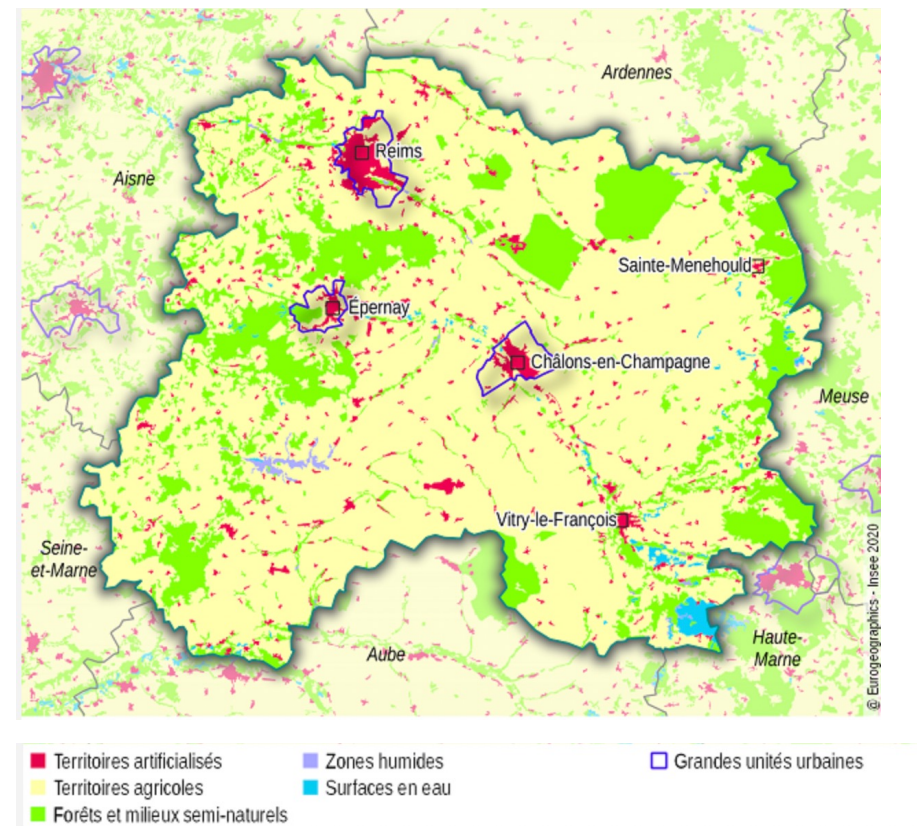 Ardennes
Reims
Aisne
Sainte-Menehould
Épernay
Châlons-en-Champagne
Meuse
Vitry-le-François
Seine-
et-Marne
Haute-
Marne
Aube
@ Eurogeographics - Insee 2020
Territoires artificialisés
Zones humides
Grandes unités urbaines
Territoires agricoles
Surfaces en eau
Forêts et milieux semi-naturels